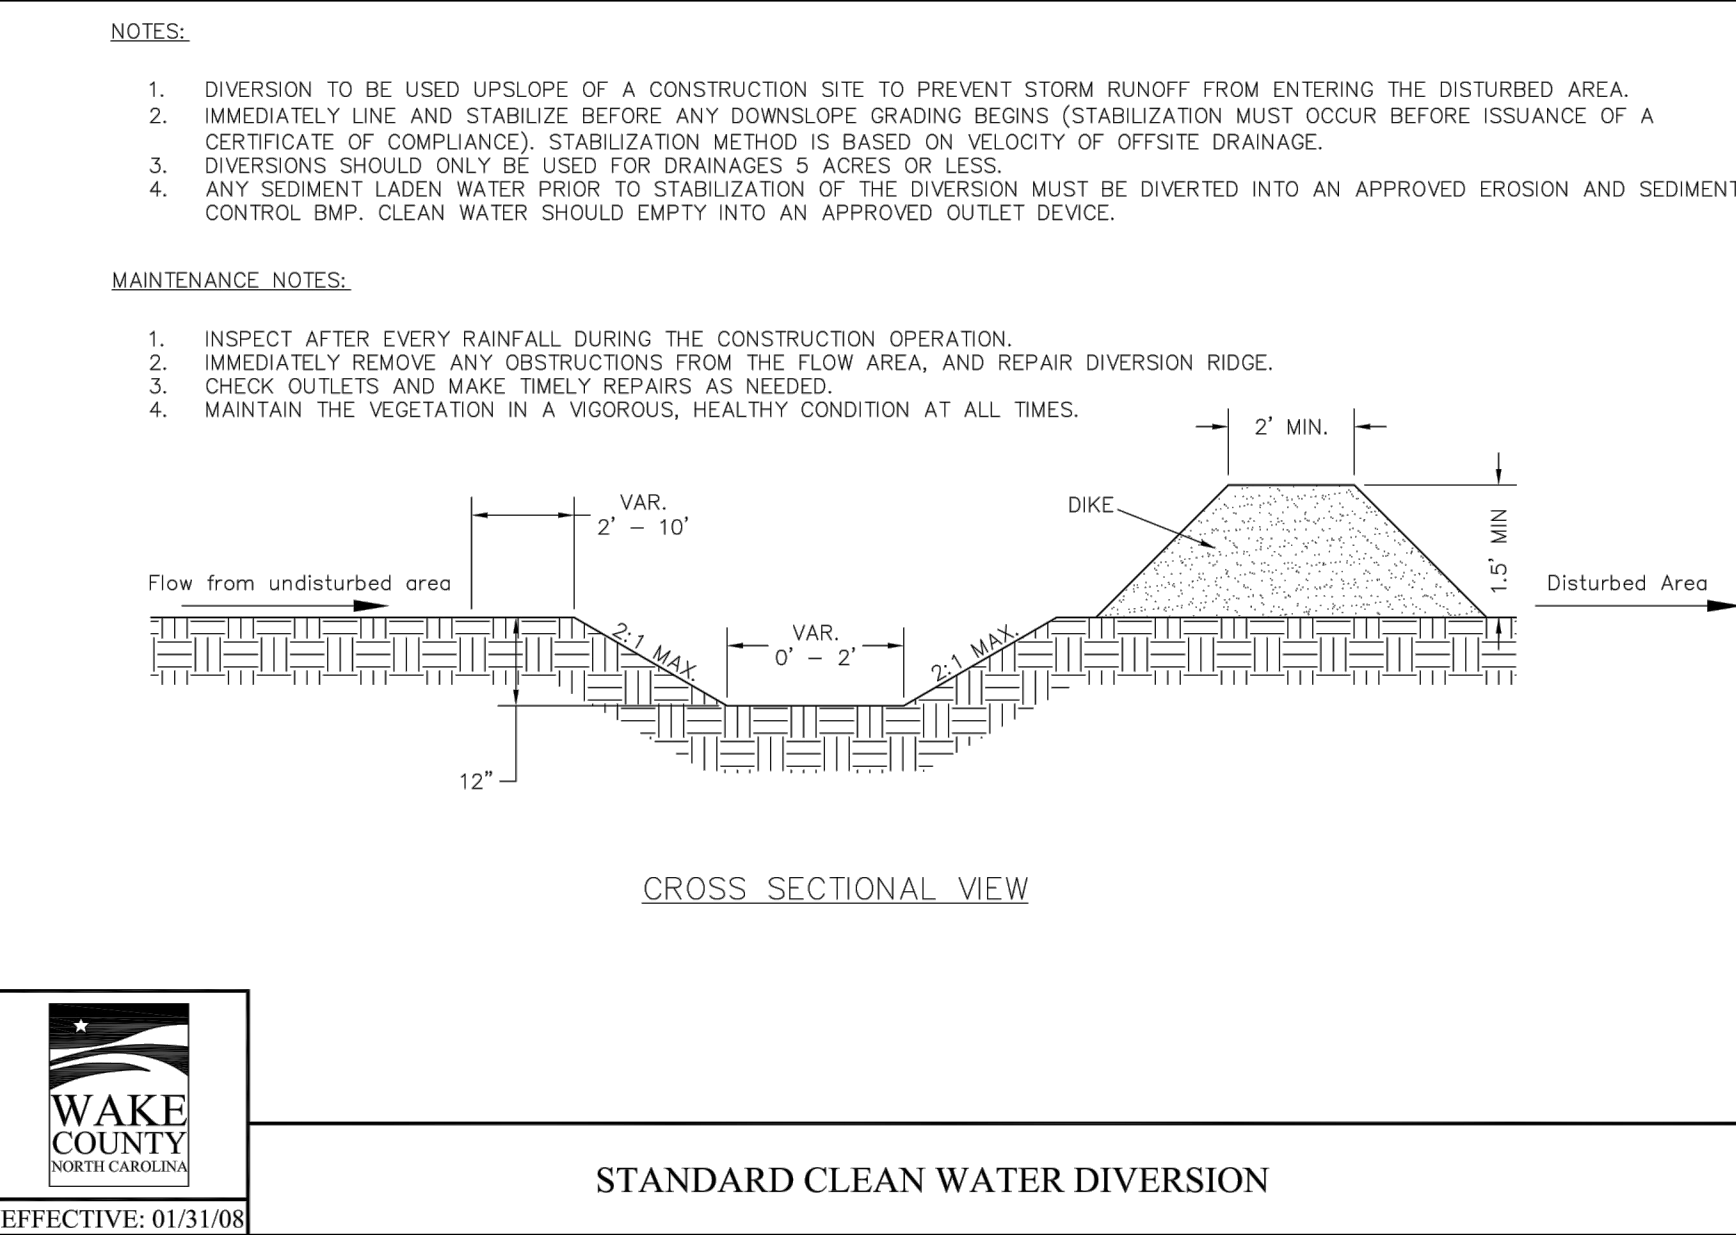 NOTES:
1. DIVERSION TO BE USED UPSLOPE OF A CONSTRUCTION SITE TO PREVENT STORM RUNOFF FROM ENTERING THE DISTURBED AREA.
2. IMMEDIATELY LINE AND STABILIZE BEFORE ANY DOWNSLOPE GRADING BEGINS (STABILIZATION MUST OCCUR BEFORE ISSUANCE OF A
CERTIFICATE OF COMPLIANCE). STABILIZATION METHOD IS BASED ON VELOCITY OF OFFSITE DRAINAGE.
3. DIVERSIONS SHOULD ONLY BE USED FOR DRAINAGES 5 ACRES OR LESS.
4. ANY SEDIMENT LADEN WATER PRIOR TO STABILIZATION OF THE DIVERSION MUST BE DIVERTED INTO AN APPROVED EROSION AND SEDIMENT
CONTROL BMP. CLEAN WATER SHOULD EMPTY INTO AN APPROVED OUTLET DEVICE.
MAINTENANCE NOTES:
1. INSPECT AFTER EVERY RAINFALL DURING THE CONSTRUCTION OPERATION.
2. IMMEDIATELY REMOVE ANY OBSTRUCTIONS FROM THE FLOW AREA, AND REPAIR DIVERSION RIDGE.
3. CHECK OUTLETS AND MAKE TIMELY REPAIRS AS NEEDED.
4. MAINTAIN THE VEGETATION IN A VIGOROUS, HEALTHY CONDITION AT ALL TIMES.
2' MIN.
VAR.
2' – 10'
DIKE
1.5' MIN
Flow from undisturbed area
Disturbed Area
2:1 MAX.
VAR.
0' – 2'
2:1 MAX.
12"
CROSS SECTIONAL VIEW
WAKE
COUNTY
NORTH CAROLINA
STANDARD CLEAN WATER DIVERSION
EFFECTIVE: 01/31/08